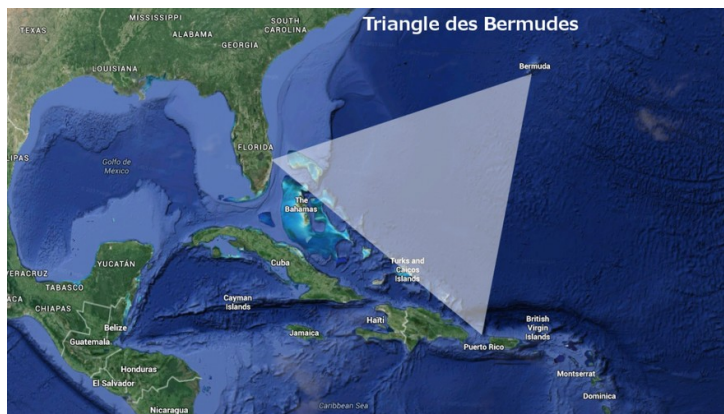 MISSISSIPPI
SOUTH
CAROLINA
Triangle des Bermudes
TEXAS
ALABAMA
GEORGIA
LOUISIANA
Bermuda
FLORIDA
LIPAS
Golfo de
México
The
Bahamas
YUCATÁN
Cuba
Turks and
Caicos
Islands
VERACRUZ
TABASCO
ACA
CHIAPAS
Cayman
Islands
Belize
Jamaica
Haiti
British
Virgin
Islands
Guatemala
Puerto Rico
Honduras
El Salvador
Montserrat
Dominica
Nicaragua
Caribbean Sea